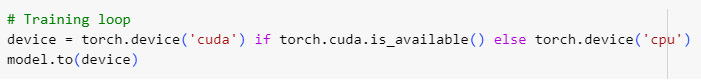 # Training loop
device = torch.device('cuda') if torch.cuda.is_available() else torch.device('cpu')
model.to(device)